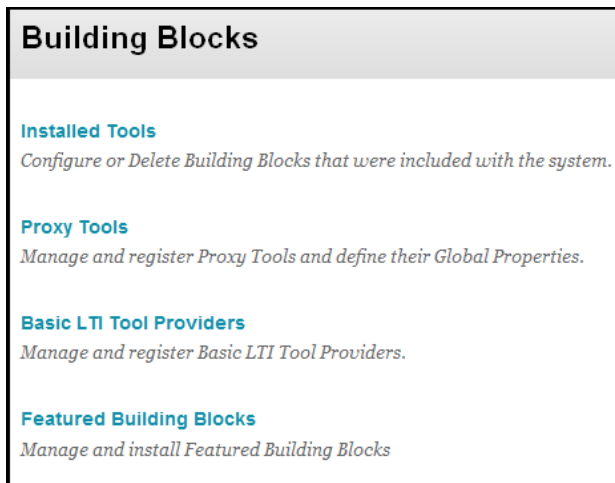 Building Blocks
Installed Tools
Configure or Delete Building Blocks that were included with the system.
Proxy Tools
Manage and register Proxy Tools and define their Global Properties.
Basic LTI Tool Providers
Manage and register Basic LTI Tool Providers.
Featured Building Blocks
Manage and install Featured Building Blocks